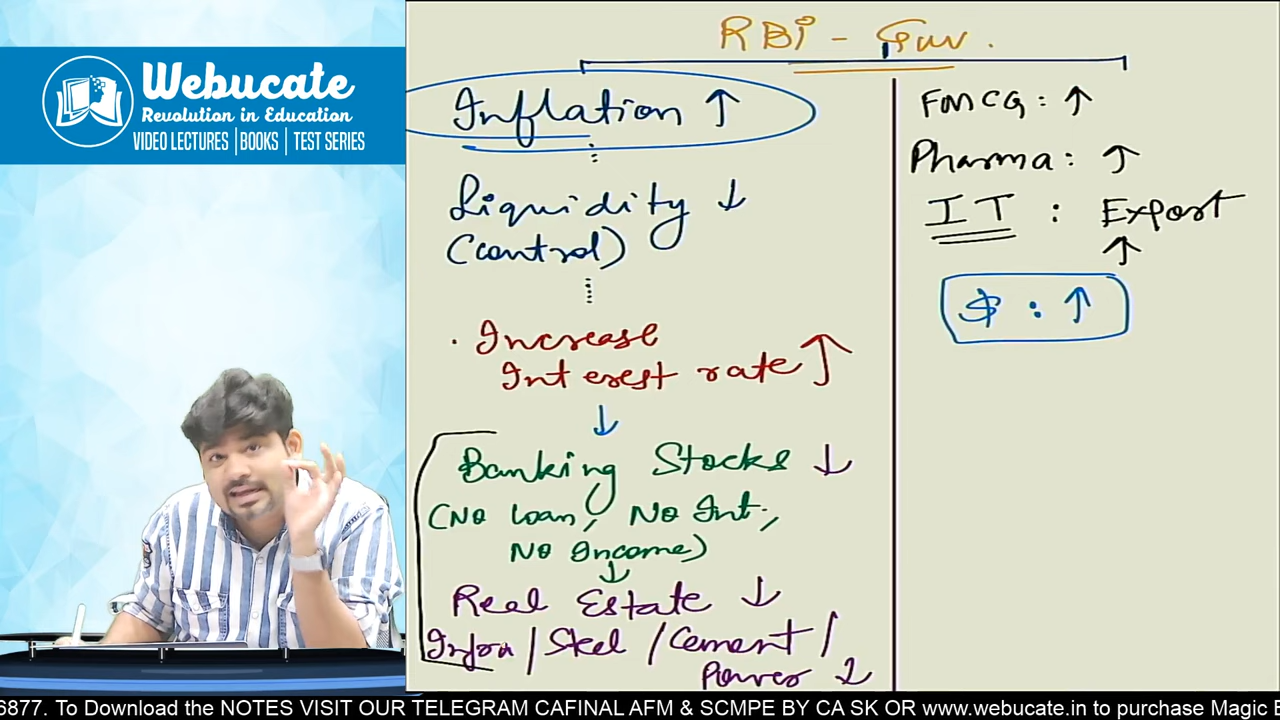 Webucate
Revolution in Education
VIDEO LECTURES | BOOKS | TEST SERIES
RBi - Gov.
Inflation ↑
Liquidity ↓
(control)
. Increase
Interest rate ↑
↓
Banking Stocks ↓
(No loan, No Int.,
No Income)
↓
Real Estate ↓
Infra / Steel / Cement /
Power ↓
FMCG : ↑
Pharma : ↑
IT : Export
↑
$ : ↑
6877. To Download the NOTES VISIT OUR TELEGRAM CAFINAL AFM & SCMPE BY CA SK OR www.webucate.in to purchase Magic E